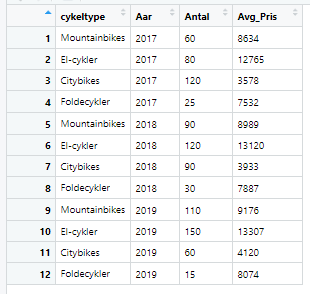 cykeltype Aar Antal Avg_Pris
1 Mountainbikes 2017 60 8634
2 El-cykler 2017 80 12765
3 Citybikes 2017 120 3578
4 Foldecykler 2017 25 7532
5 Mountainbikes 2018 90 8989
6 El-cykler 2018 120 13120
7 Citybikes 2018 90 3933
8 Foldecykler 2018 30 7887
9 Mountainbikes 2019 110 9176
10 El-cykler 2019 150 13307
11 Citybikes 2019 60 4120
12 Foldecykler 2019 15 8074